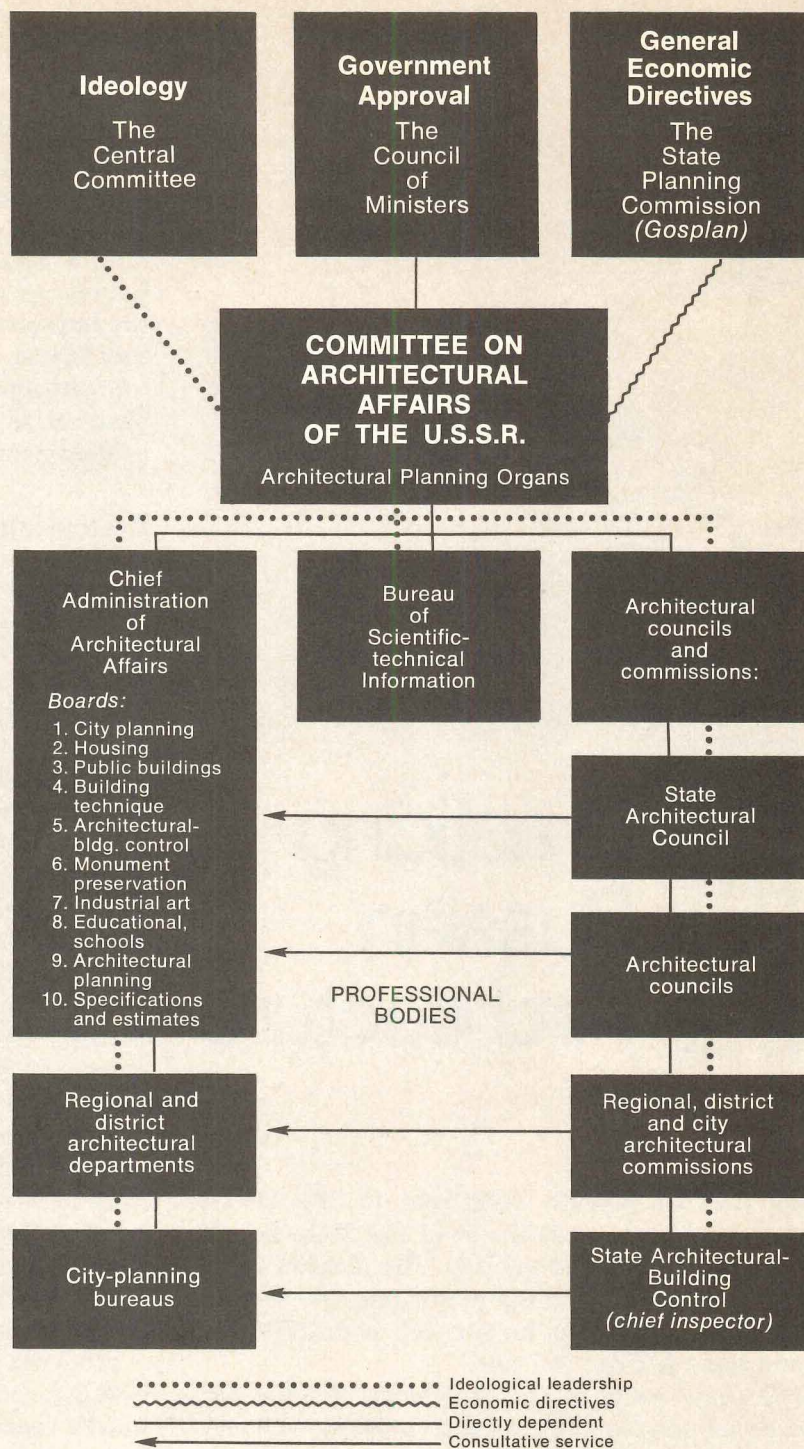 Ideology
The
Central
Committee
Government
Approval
The
Council
of
Ministers
General
Economic
Directives
The
State
Planning
Commission
(Gosplan)
COMMITTEE ON
ARCHITECTURAL
AFFAIRS
OF THE U.S.S.R.
Architectural Planning Organs
Chief
Administration
of
Architectural
Affairs
Boards:
1. City planning
2. Housing
3. Public buildings
4. Building
technique
5. Architectural-
bldg. control
6. Monument
preservation
7. Industrial art
8. Educational,
schools
9. Architectural
planning
10. Specifications
and estimates
Bureau
of
Scientific-
technical
Information
Architectural
councils
and
commissions:
State
Architectural
Council
Architectural
councils
PROFESSIONAL
BODIES
Regional and
district
architectural
departments
Regional, district
and city
architectural
commissions
City-planning
bureaus
State Architectural-
Building
Control
(chief inspector)
Ideological leadership
Economic directives
Directly dependent
Consultative service